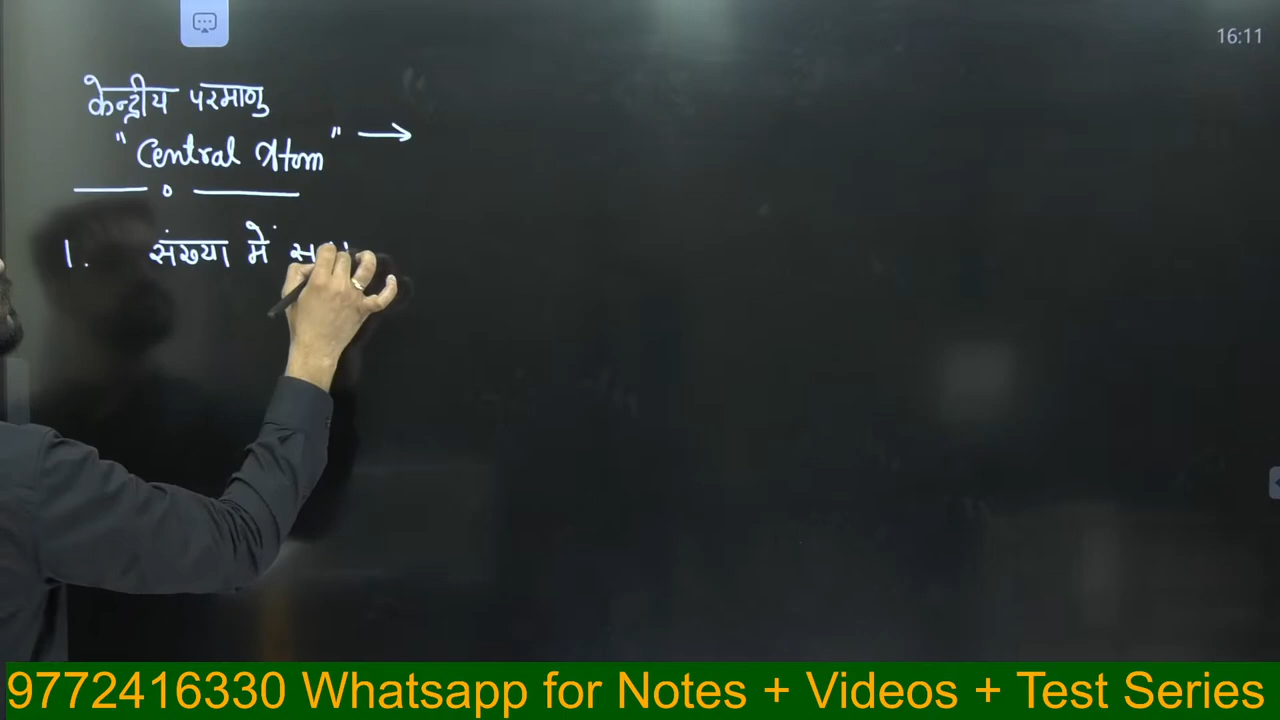 16:11
केन्द्रीय परमाणु
"Central Atom" →
1. संख्या में
9772416330 Whatsapp for Notes + Videos + Test Series